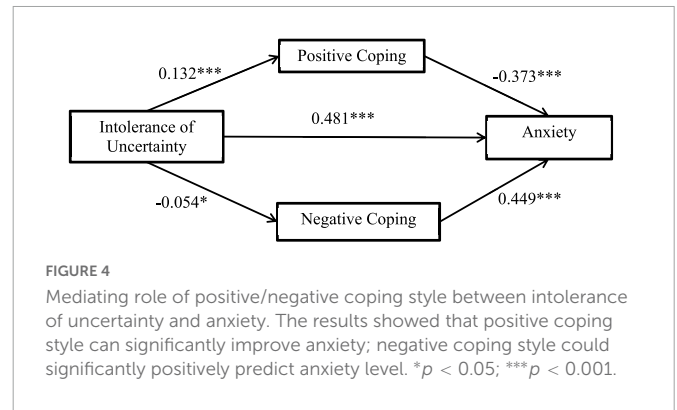 Positive Coping
0.132***
-0.373***
Intolerance of
Uncertainty
0.481***
Anxiety
-0.054*
0.449***
Negative Coping
FIGURE 4
Mediating role of positive/negative coping style between intolerance
of uncertainty and anxiety. The results showed that positive coping
style can significantly improve anxiety; negative coping style could
significantly positively predict anxiety level. *p < 0.05; ***p < 0.001.